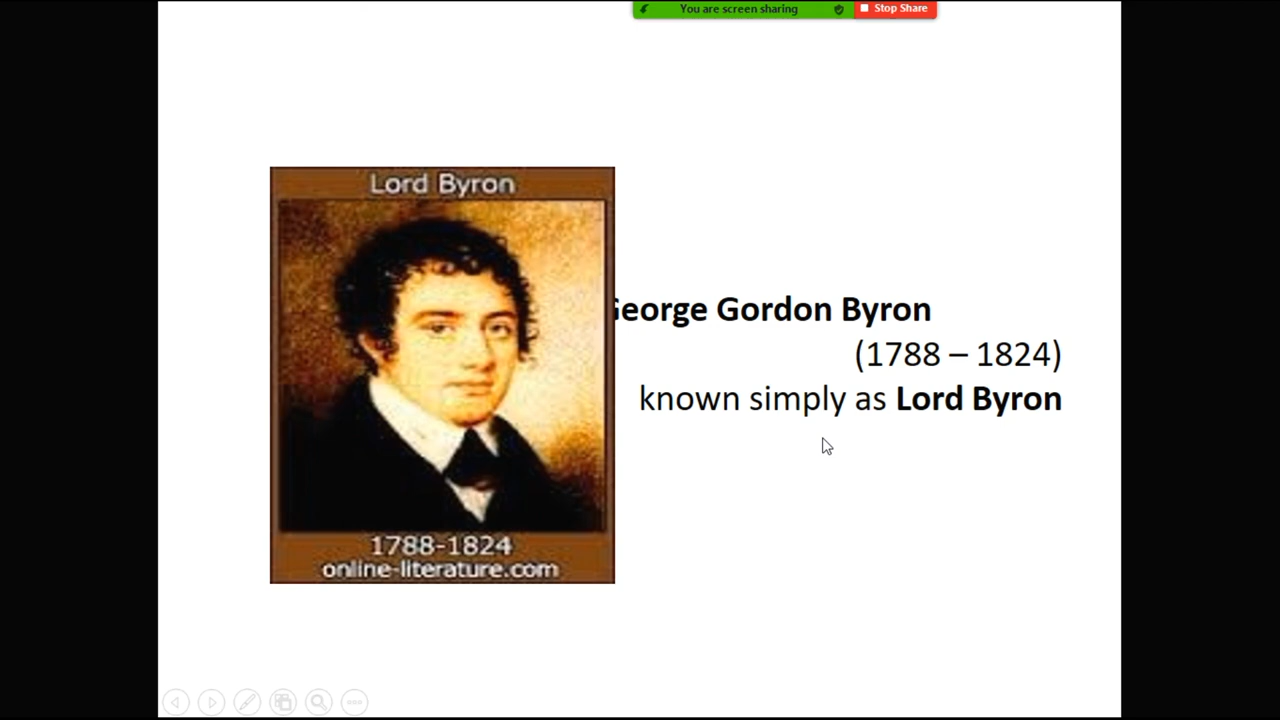 You are screen sharing
Stop Share
Lord Byron
1788-1824
online-literature.com
George Gordon Byron
(1788 – 1824)
known simply as Lord Byron